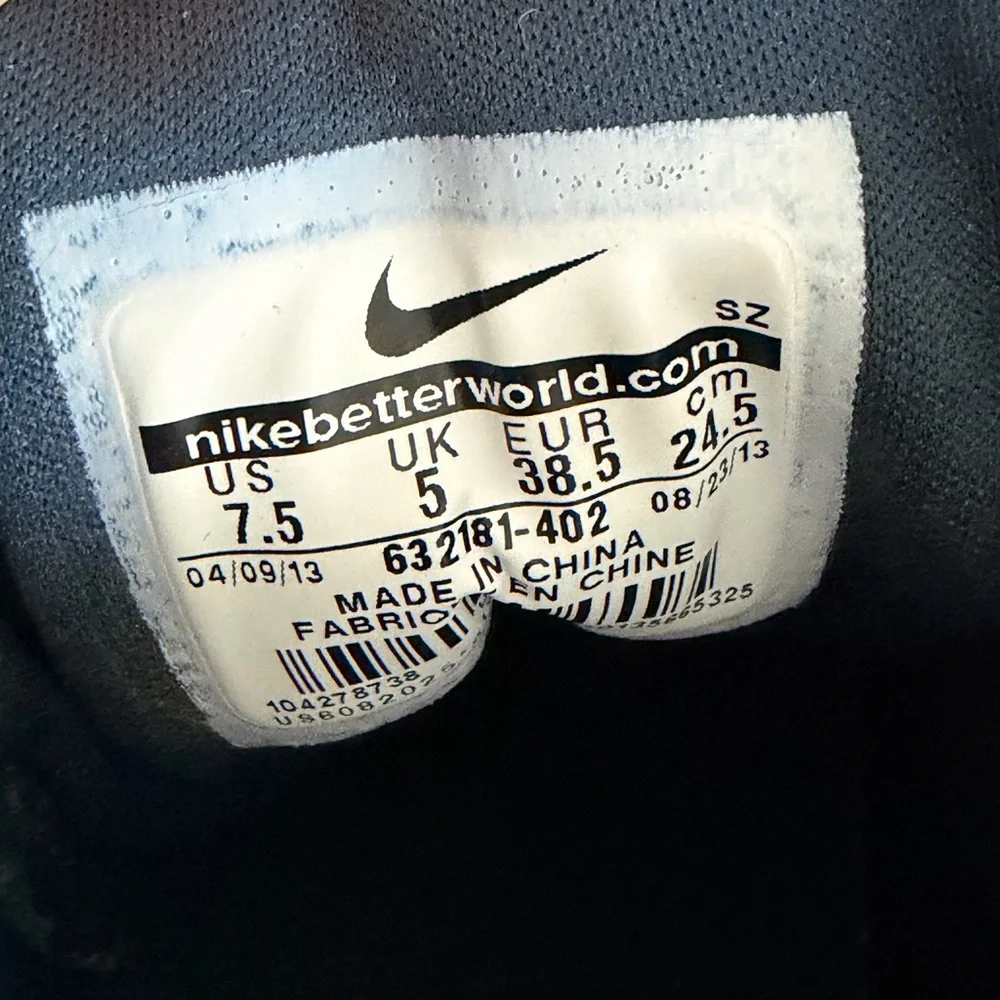 SZ
nikebetterworld.com
US UK EUR cm
7.5 5 38.5 24.5
04/09/13 632181-402 08/23/13
MADE IN CHINA
FABRIQ EN CHINE
104278738